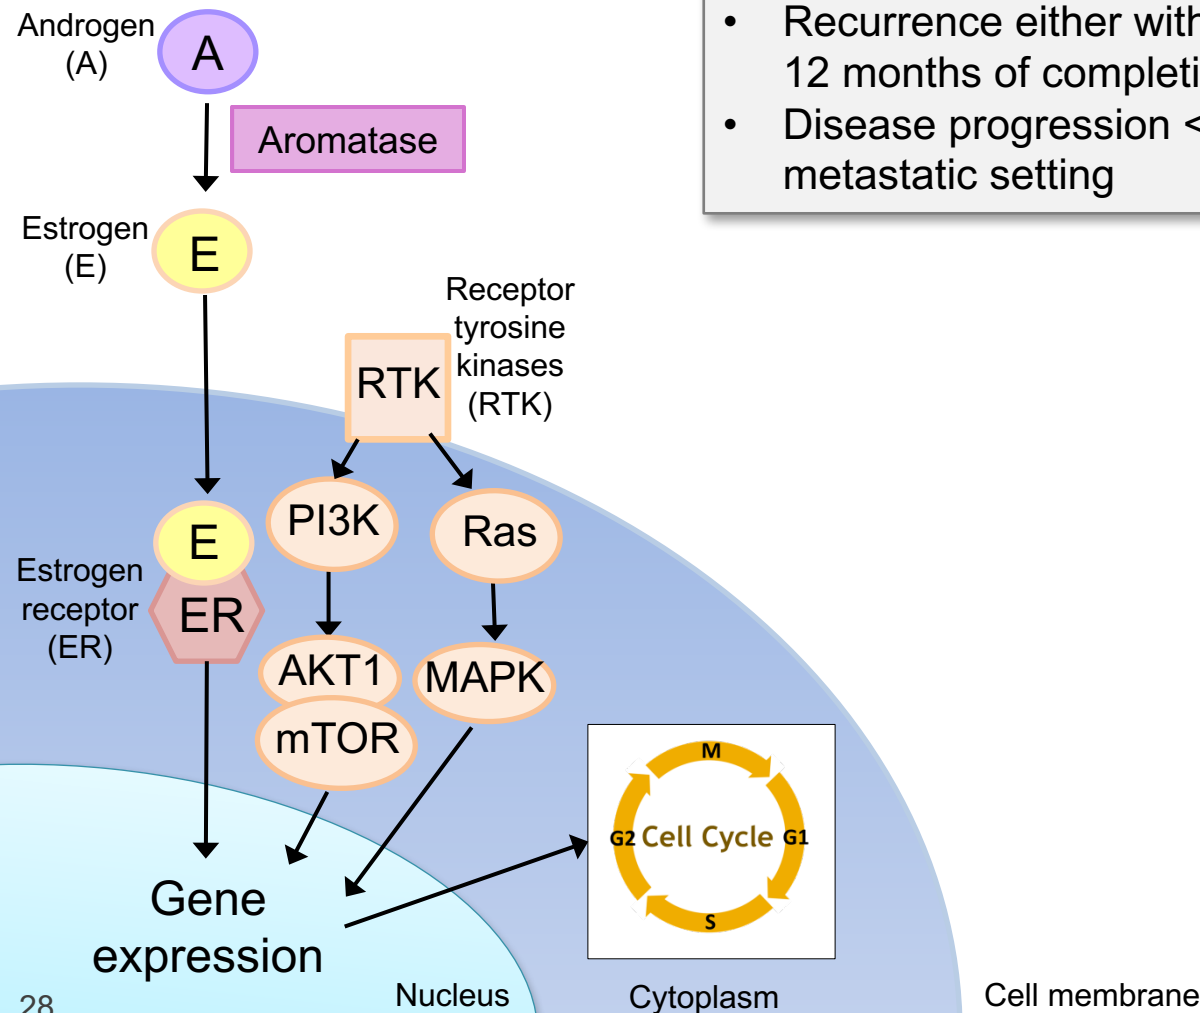 Androgen
(A)
A
Aromatase
• Recurrence either with
12 months of completi
• Disease progression <
metastatic setting
Estrogen
(E)
E
Receptor
tyrosine
kinases
(RTK)
RTK
E
ER
Estrogen
receptor
(ER)
PI3K
Ras
AKT1
mTOR
MAPK
M
G2
Cell Cycle
G1
S
Gene
expression
28
Nucleus
Cytoplasm
Cell membrane